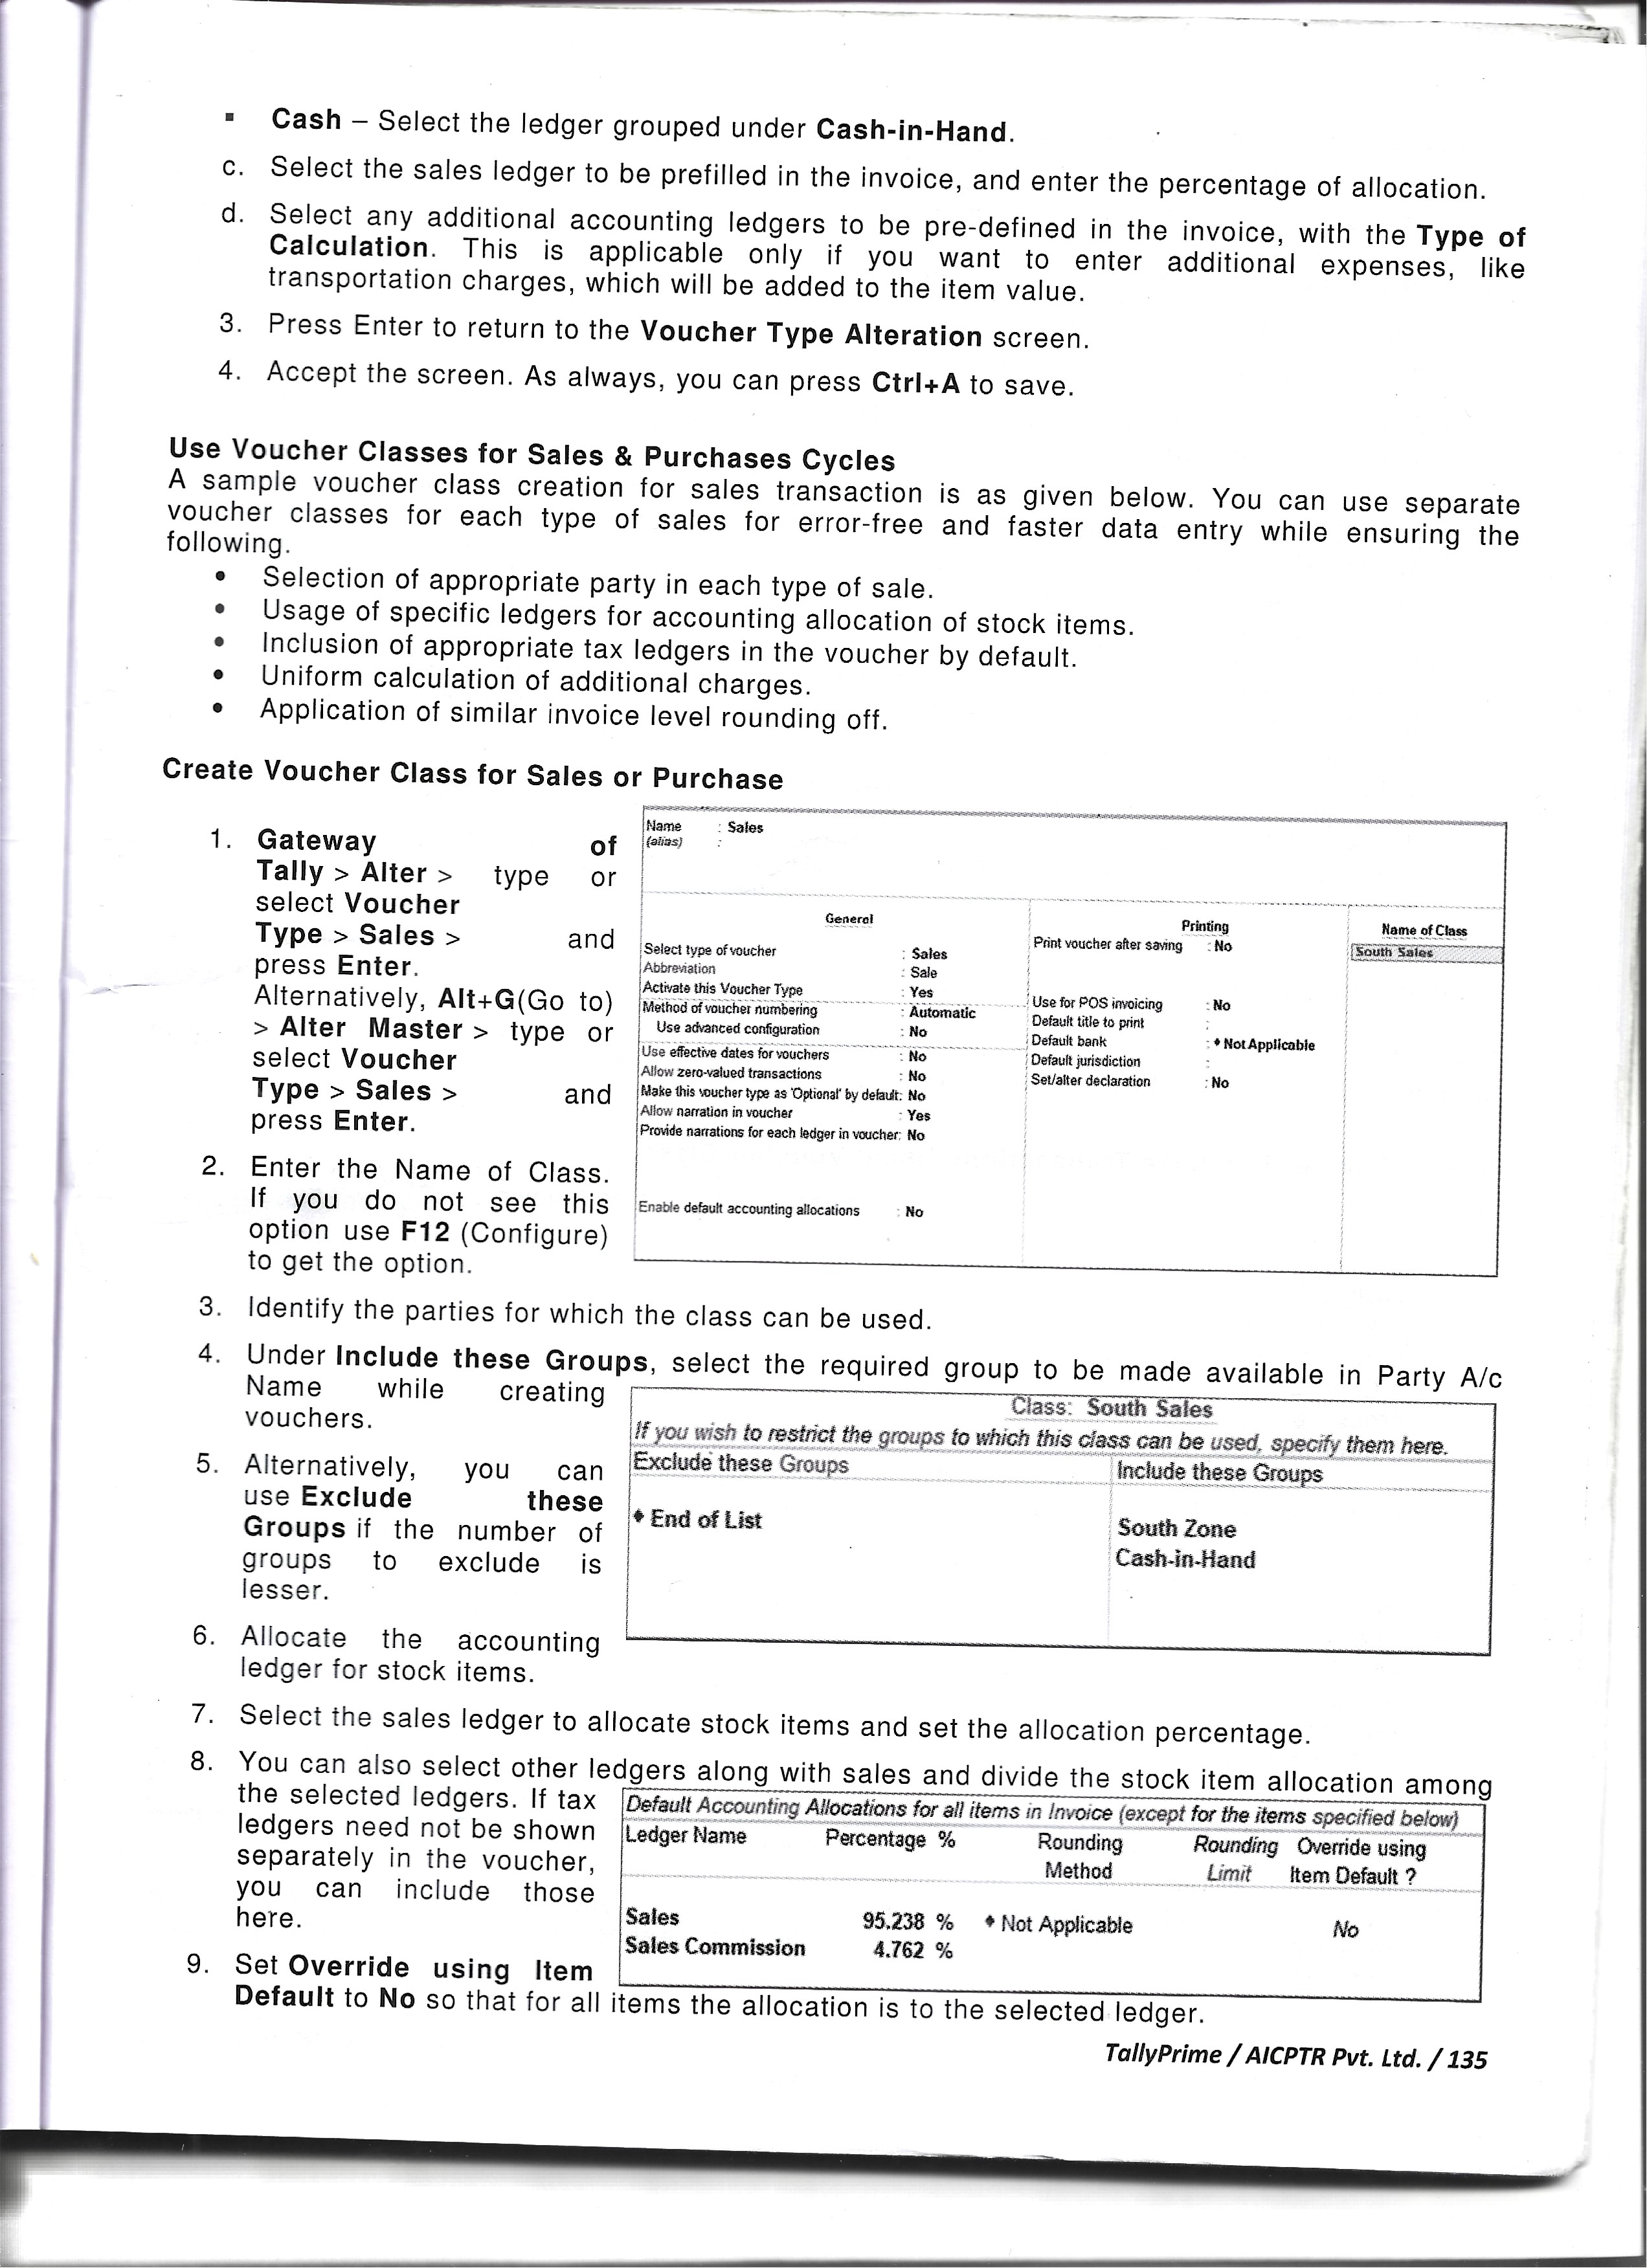 ▪ Cash – Select the ledger grouped under Cash-in-Hand.
c. Select the sales ledger to be prefilled in the invoice, and enter the percentage of allocation.
d. Select any additional accounting ledgers to be pre-defined in the invoice, with the Type of
Calculation. This is applicable only if you want to enter additional expenses, like
transportation charges, which will be added to the item value.
3. Press Enter to return to the Voucher Type Alteration screen.
4. Accept the screen. As always, you can press Ctrl+A to save.
Use Voucher Classes for Sales & Purchases Cycles
A sample voucher class creation for sales transaction is as given below. You can use separate
voucher classes for each type of sales for error-free and faster data entry while ensuring the
following.
• Selection of appropriate party in each type of sale.
• Usage of specific ledgers for accounting allocation of stock items.
• Inclusion of appropriate tax ledgers in the voucher by default.
• Uniform calculation of additional charges.
• Application of similar invoice level rounding off.
Create Voucher Class for Sales or Purchase
1. Gateway of
Tally > Alter > type or
select Voucher
Type > Sales > and
press Enter.
Alternatively, Alt+G(Go to)
> Alter Master > type or
select Voucher
Type > Sales > and
press Enter.
2. Enter the Name of Class.
If you do not see this
option use F12 (Configure)
to get the option.
Name : Sales
(alias) :
General
Select type of voucher : Sales
Abbreviation : Sale
Activate this Voucher Type : Yes
Method of voucher numbering : Automatic
Use advanced configuration : No
Use effective dates for vouchers : No
Allow zero-valued transactions : No
Make this voucher type as 'Optional' by default: No
Allow narration in voucher : Yes
Provide narrations for each ledger in voucher: No
Enable default accounting allocations : No
Printing
Print voucher after saving : No
Use for POS invoicing : No
Default title to print :
Default bank : ♦ Not Applicable
Default jurisdiction :
Set/alter declaration : No
Name of Class
South Sales
3. Identify the parties for which the class can be used.
4. Under Include these Groups, select the required group to be made available in Party A/c
Name while creating
vouchers.
5. Alternatively, you can
use Exclude these
Groups if the number of
groups to exclude is
lesser.
6. Allocate the accounting
ledger for stock items.
Class: South Sales
If you wish to restrict the groups to which this class can be used, specify them here.
Exclude these Groups Include these Groups
♦ End of List South Zone
Cash-in-Hand
7. Select the sales ledger to allocate stock items and set the allocation percentage.
8. You can also select other ledgers along with sales and divide the stock item allocation among
the selected ledgers. If tax
ledgers need not be shown
separately in the voucher,
you can include those
here.
Default Accounting Allocations for all items in Invoice (except for the items specified below)
Ledger Name Percentage % Rounding Rounding Override using
Method Limit Item Default ?
Sales 95.238 % ♦ Not Applicable No
Sales Commission 4.762 %
9. Set Override using Item
Default to No so that for all items the allocation is to the selected ledger.
TallyPrime / AICPTR Pvt. Ltd. / 135